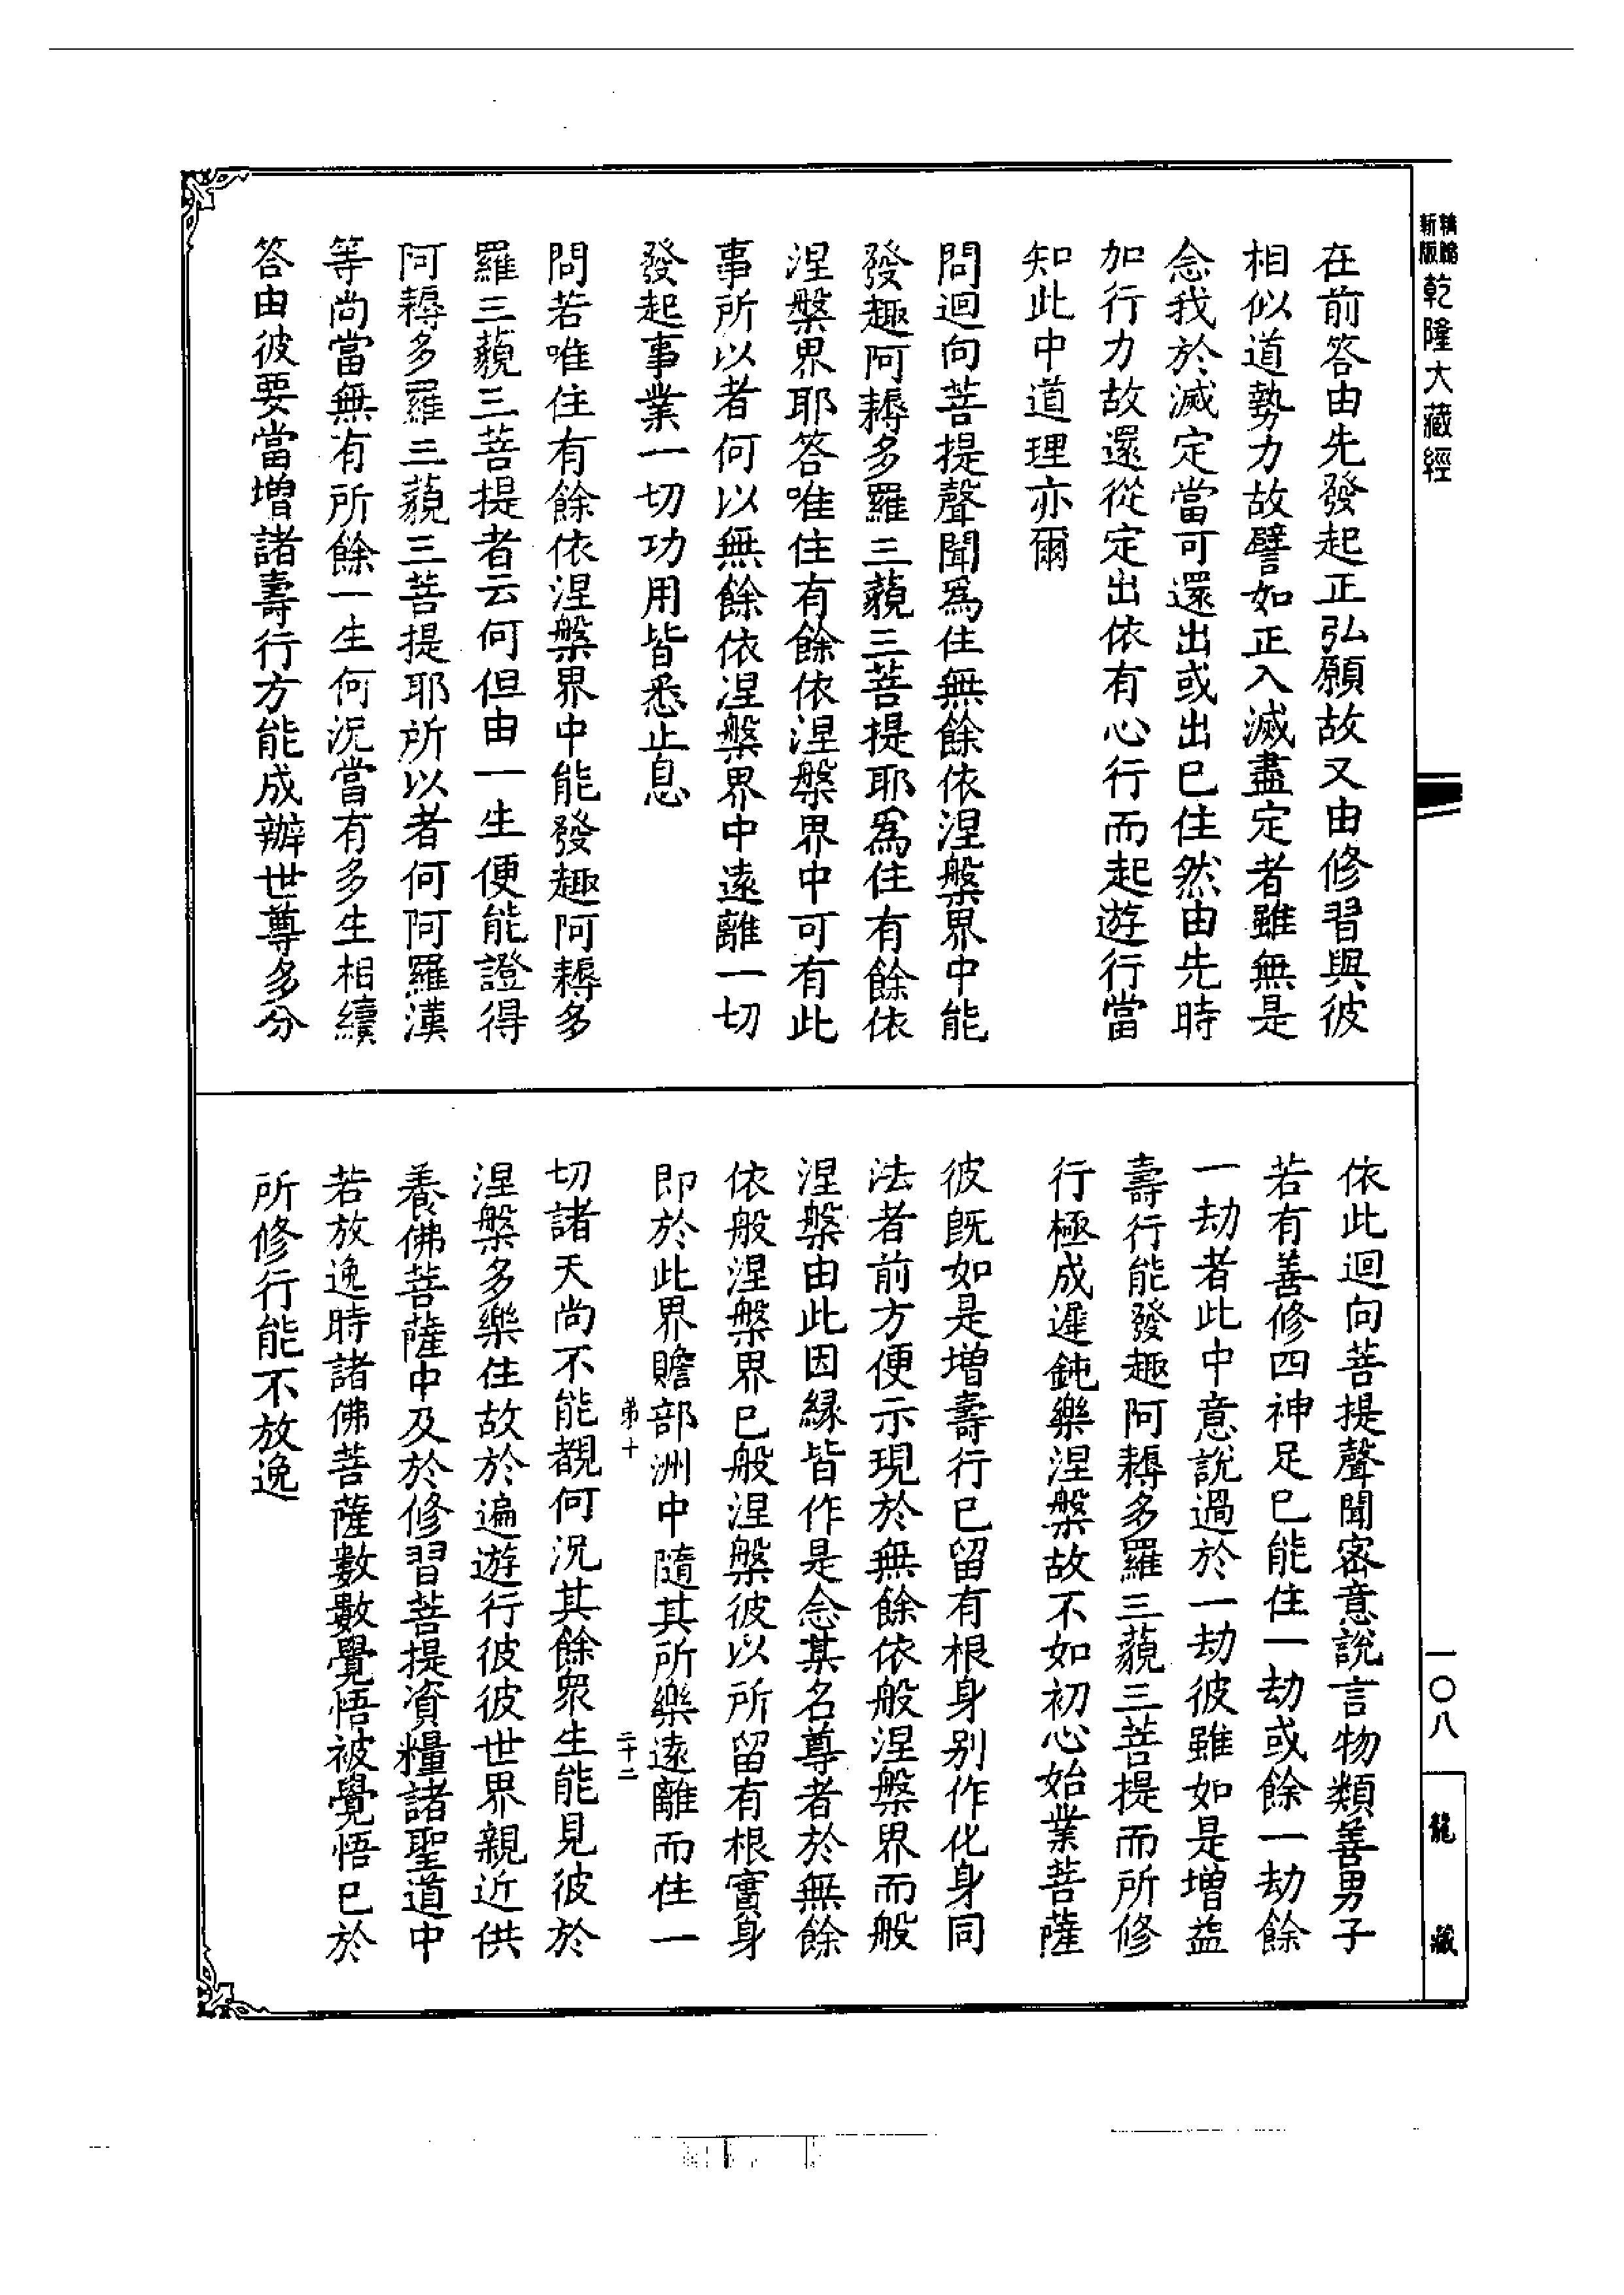 新版精縮乾隆大藏經
在前答由先發起正弘願故又由修習與彼
相似道勢力故譬如正入滅盡定者雖無是
念我於滅定當可還出或出已住然由先時
加行力故還從定出依有心行而起遊行當
知此中道理亦爾
問迴向菩提聲聞爲住無餘依涅槃界中能
發趣阿耨多羅三藐三菩提耶爲住有餘依
涅槃界耶答唯住有餘依涅槃界中可有此
事所以者何以無餘依涅槃界中遠離一切
發起事業一切功用皆悉止息
問若唯住有餘依涅槃界中能發趣阿耨多
羅三藐三菩提者云何但由一生便能證得
阿耨多羅三藐三菩提耶所以者何阿羅漢
等尚當無有所餘一生何況當有多生相續
答由彼要當增諸壽行方能成辦世尊多分
依此迴向菩提聲聞密意說言物類善男子
若有善修四神足已能住一劫或餘一劫餘
一劫者此中意說過於一劫彼雖如是增益
壽行能發趣阿耨多羅三藐三菩提而所修
行極成遲鈍樂涅槃故不如初心始業菩薩
彼既如是增壽行已留有根身別作化身同
法者前方便示現於無餘依般涅槃界而般
涅槃由此因緣皆作是念某名尊者於無餘
依般涅槃界已般涅槃彼以所留有根實身
即於此界贍部洲中隨其所樂遠離而住一
第十 二十二
切諸天尚不能覩何況其餘衆生能見彼於
涅槃多樂住故於遍遊行彼彼世界親近供
養佛菩薩中及於修習菩提資糧諸聖道中
若放逸時諸佛菩薩數數覺悟被覺悟已於
所修行能不放逸
一〇八
龍藏